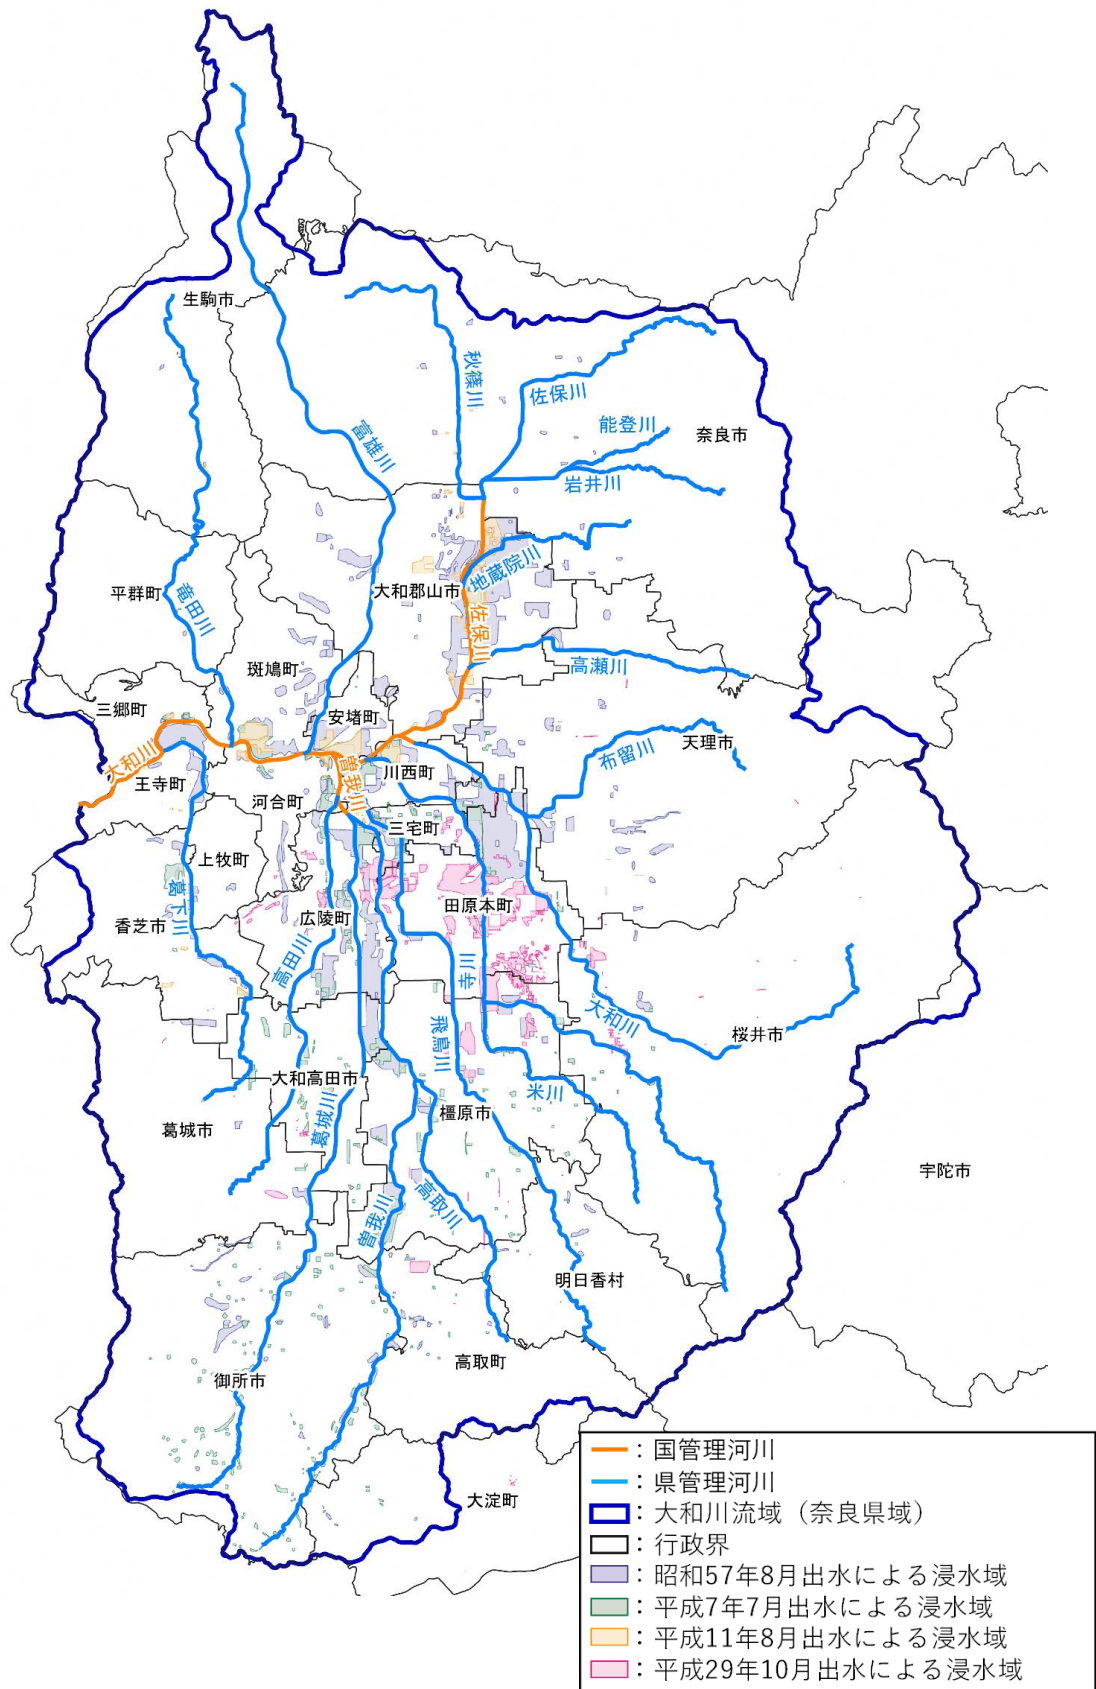 生駒市
秋篠川
佐保川
能登川
奈良市
富雄川
岩井川
地蔵院川
大和郡山市
平群町
竜田川
佐保川
高瀬川
斑鳩町
三郷町
安堵町
天理市
布留川
大和川
曽我川
川西町
王寺町
河合町
三宅町
上牧町
葛下川
田原本町
広陵町
香芝市
高田川
寺川
大和川
飛鳥川
桜井市
大和高田市
米川
葛城川
橿原市
葛城市
宇陀市
高取川
曽我川
明日香村
高取町
御所市
大淀町
：国管理河川
：県管理河川
：大和川流域（奈良県域）
：行政界
：昭和57年8月出水による浸水域
：平成7年7月出水による浸水域
：平成11年8月出水による浸水域
：平成29年10月出水による浸水域